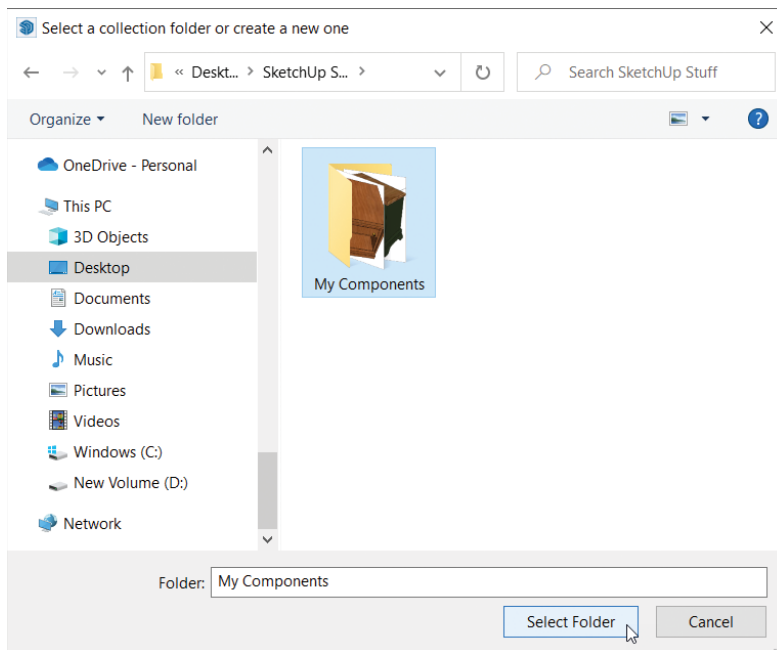 Select a collection folder or create a new one
« Deskt... > SketchUp S... >
Search SketchUp Stuff
Organize
New folder
?
OneDrive - Personal
This PC
3D Objects
Desktop
Documents
Downloads
Music
Pictures
Videos
Windows (C:)
New Volume (D:)
Network
My Components
Folder: My Components
Select Folder
Cancel